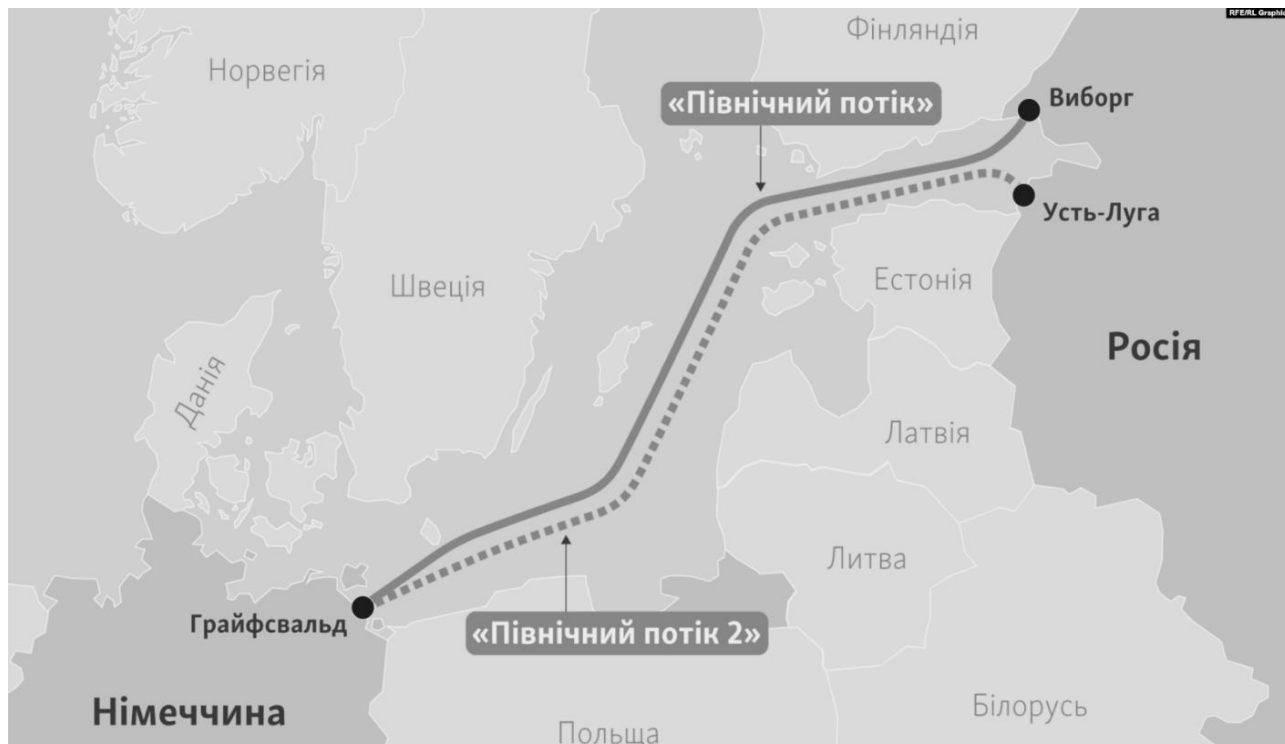 RFE/RL Graphic
Фінляндія
Норвегія
«Північний потік»
Виборг
Усть-Луга
Естонія
Швеція
Росія
Данія
Латвія
Литва
Грайфсвальд
«Північний потік 2»
Німеччина
Білорусь
Польща